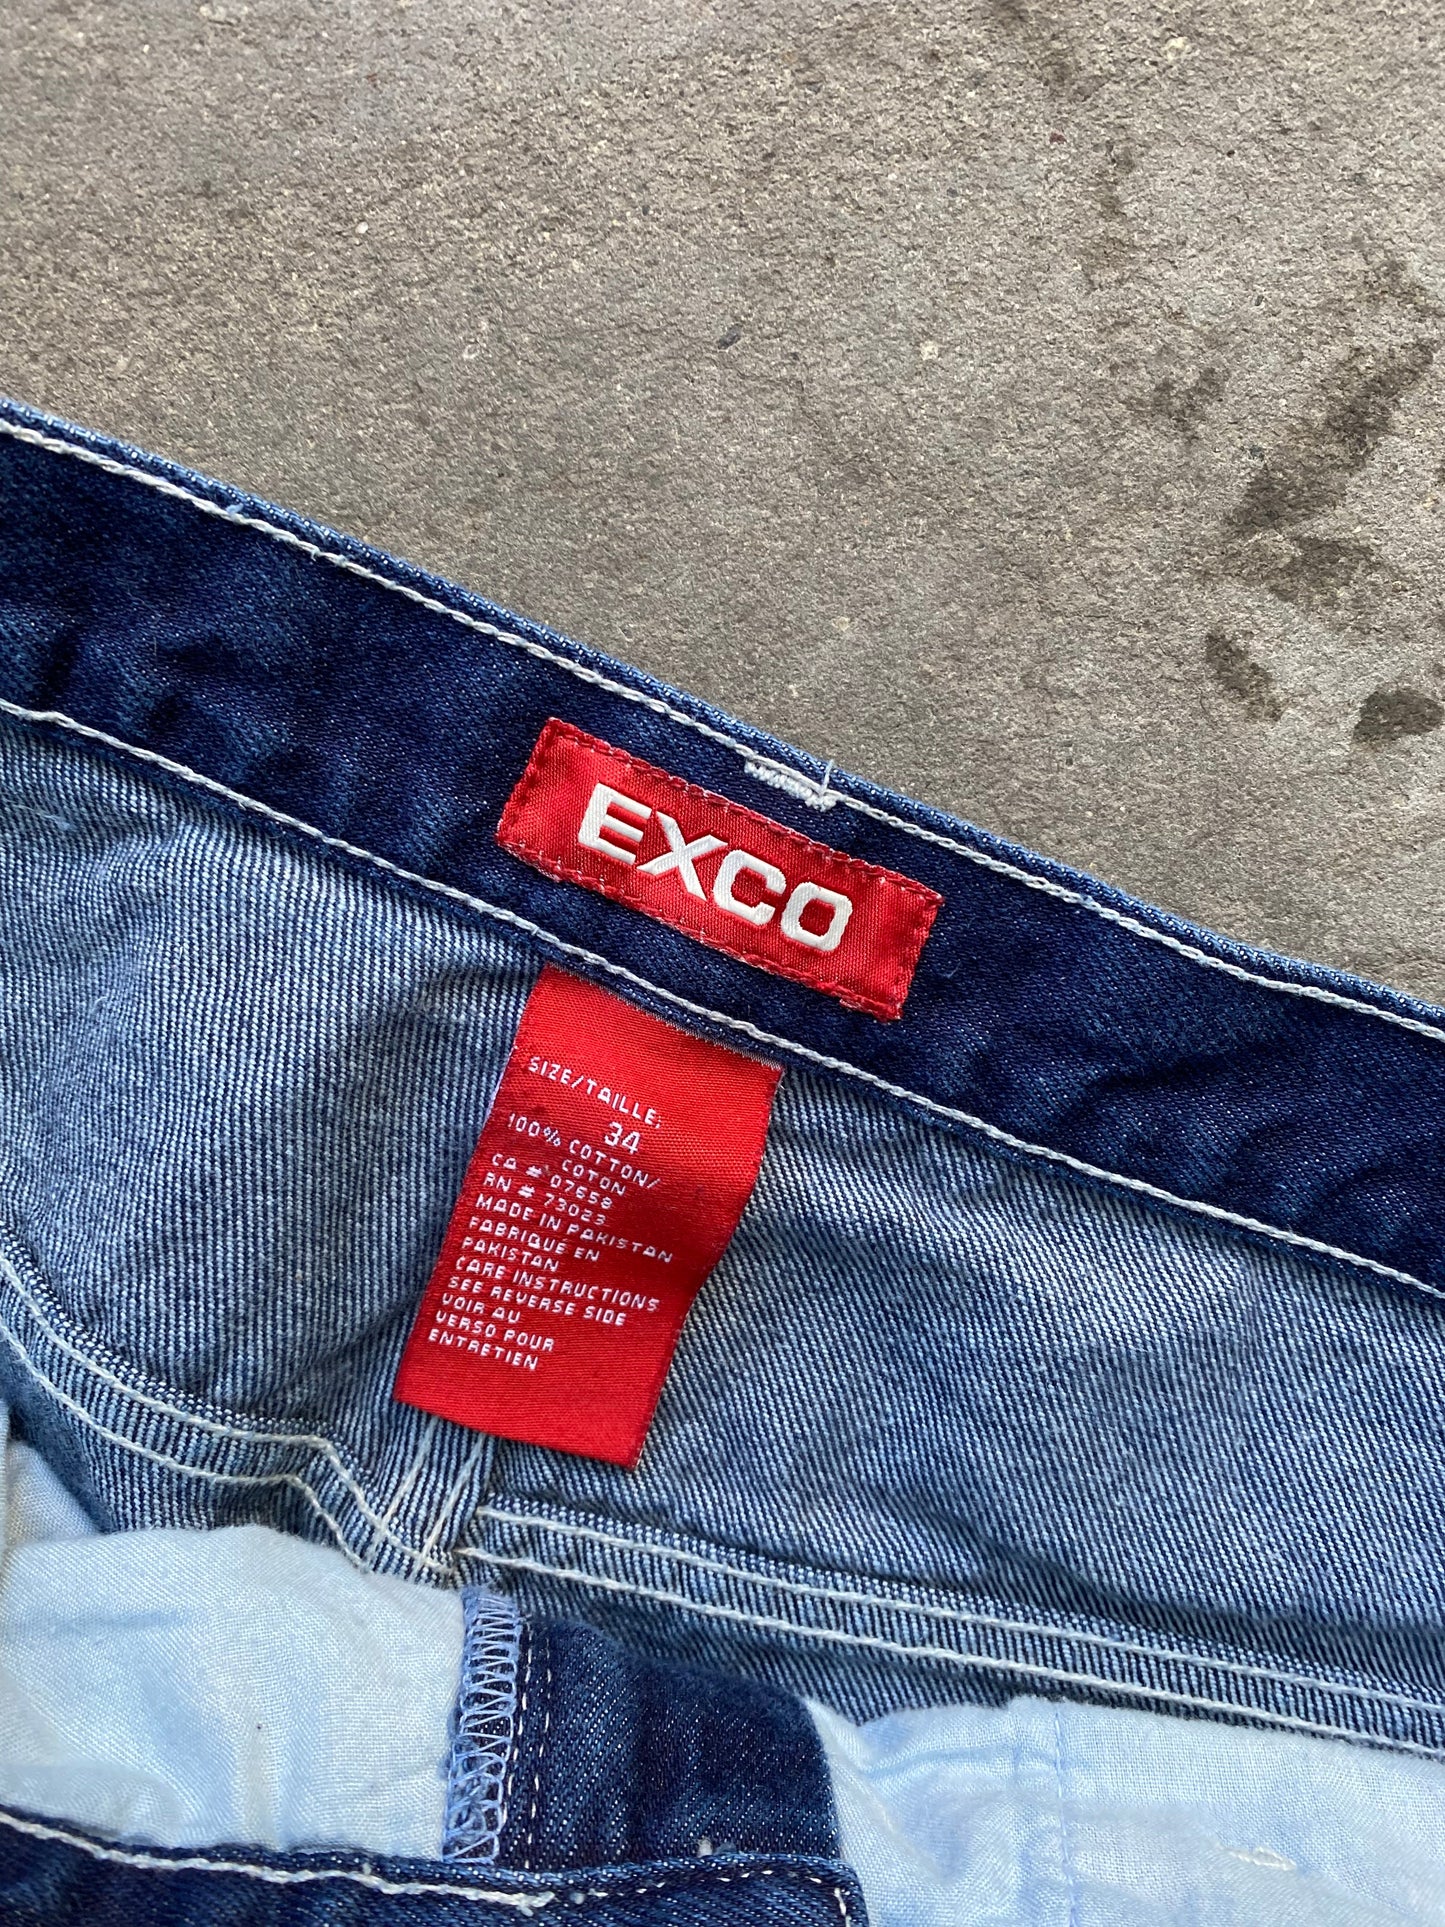 EXCO
SIZE/TAILLE:
34
100% COTTON/
COTON
CA # 07658
RN # 73023
MADE IN PAKISTAN
FABRIQUÉ EN
PAKISTAN
CARE INSTRUCTIONS
SEE REVERSE SIDE
VOIR AU
VERSO POUR
ENTRETIEN